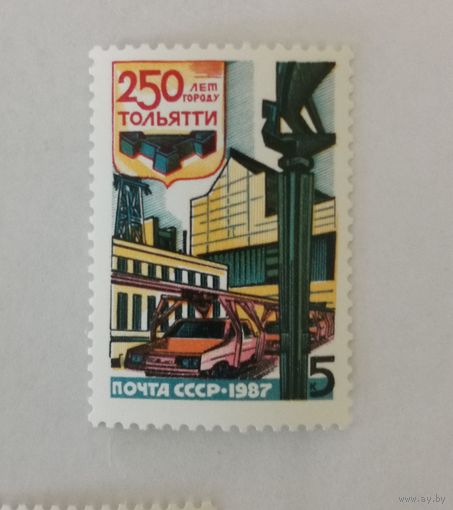 250 ЛЕТ
ГОРОДУ
ТОЛЬЯТТИ
ПОЧТА СССР•1987
5 К
www.ay.by